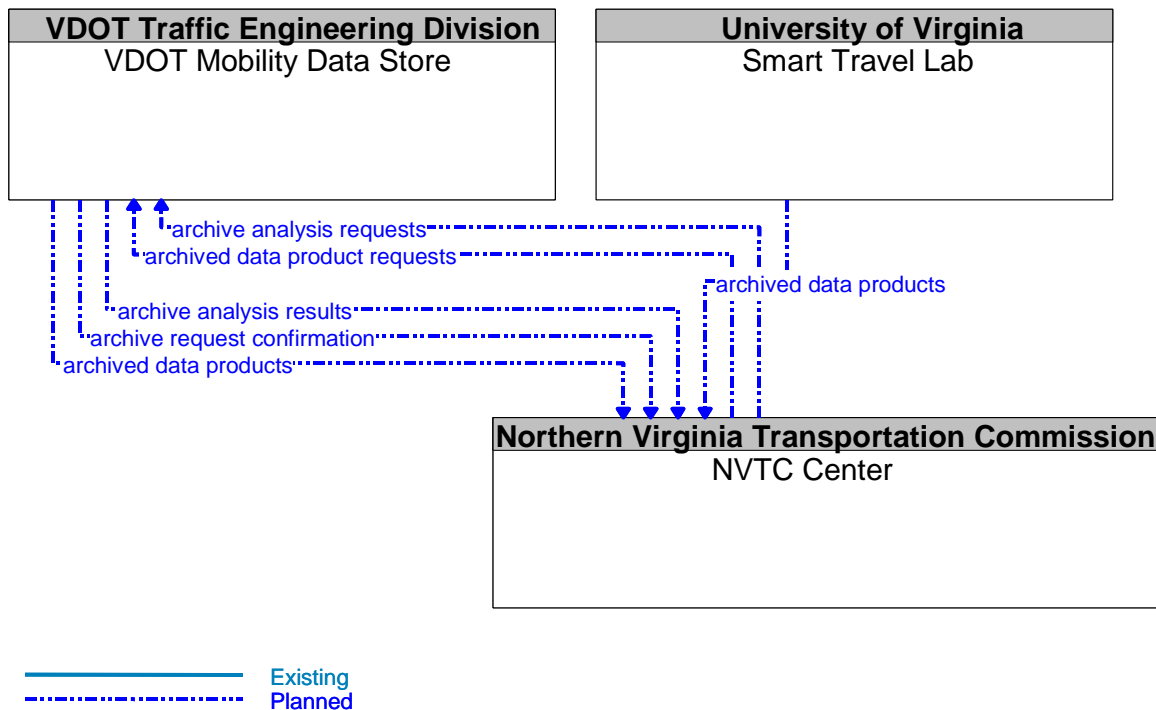 VDOT Traffic Engineering Division
VDOT Mobility Data Store
University of Virginia
Smart Travel Lab
archive analysis requests
archived data product requests
archived data products
archive analysis results
archive request confirmation
archived data products
Northern Virginia Transportation Commission
NVTC Center
Existing
Planned